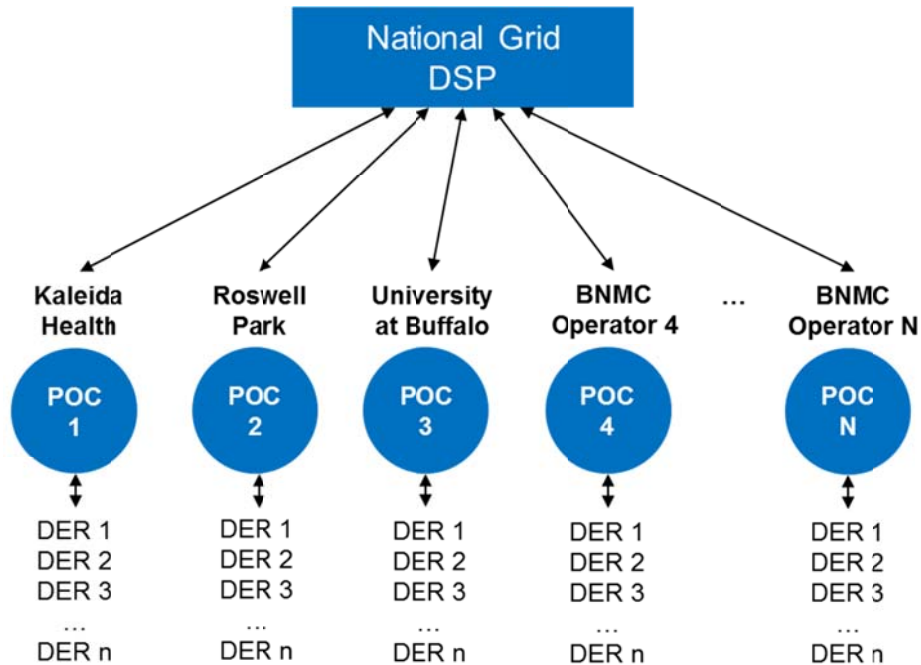 National Grid
DSP
Kaleida
Health
Roswell
Park
University
at Buffalo
BNMC
Operator 4
...
BNMC
Operator N
POC
1
POC
2
POC
3
POC
4
POC
N
DER 1
DER 2
DER 3
...
DER n
DER 1
DER 2
DER 3
...
DER n
DER 1
DER 2
DER 3
...
DER n
DER 1
DER 2
DER 3
...
DER n
DER 1
DER 2
DER 3
...
DER n